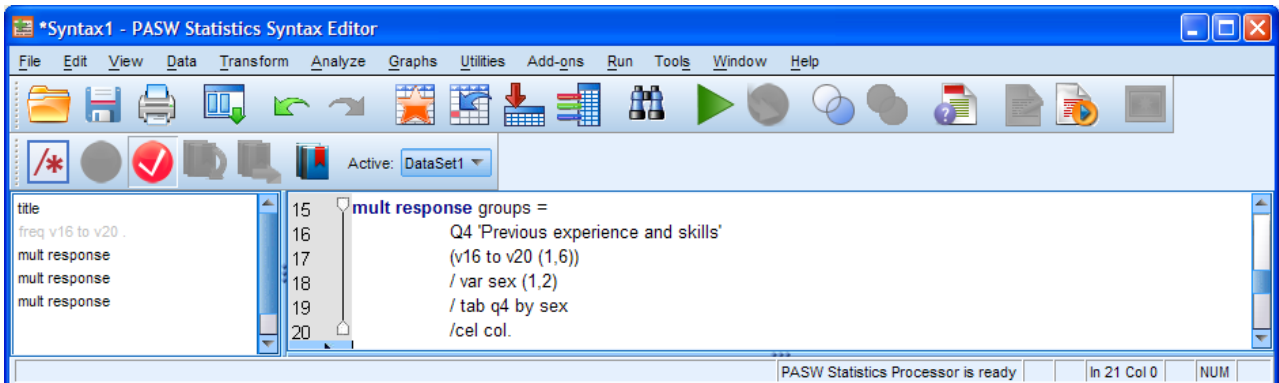 *Syntax1 - PASW Statistics Syntax Editor
File Edit View Data Transform Analyze Graphs Utilities Add-ons Run Tools Window Help
/*
Active: DataSet1
title
freq v16 to v20 .
mult response
mult response
mult response
15 mult response groups =
16 Q4 'Previous experience and skills'
17 (v16 to v20 (1,6))
18 / var sex (1,2)
19 / tab q4 by sex
20 /cel col.
PASW Statistics Processor is ready In 21 Col 0 NUM